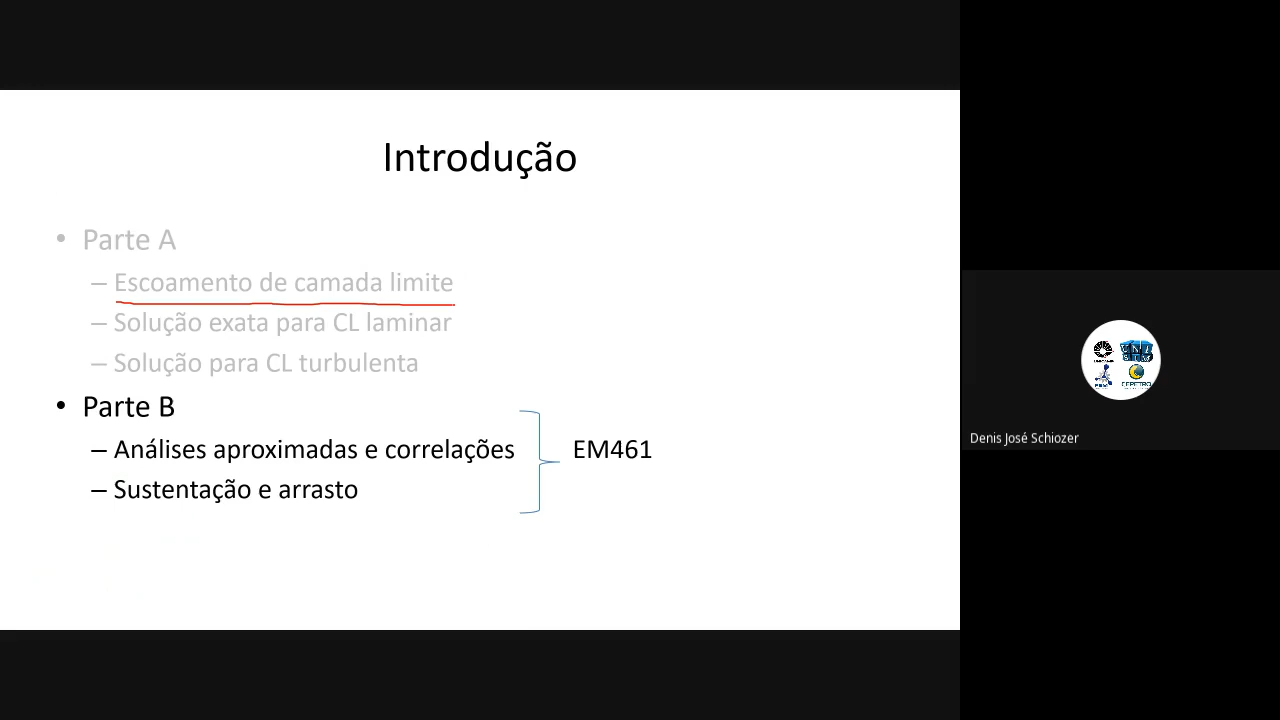 Introdução
• Parte A
– Escoamento de camada limite
– Solução exata para CL laminar
– Solução para CL turbulenta
• Parte B
– Análises aproximadas e correlações
EM461
– Sustentação e arrasto
Denis José Schiozer